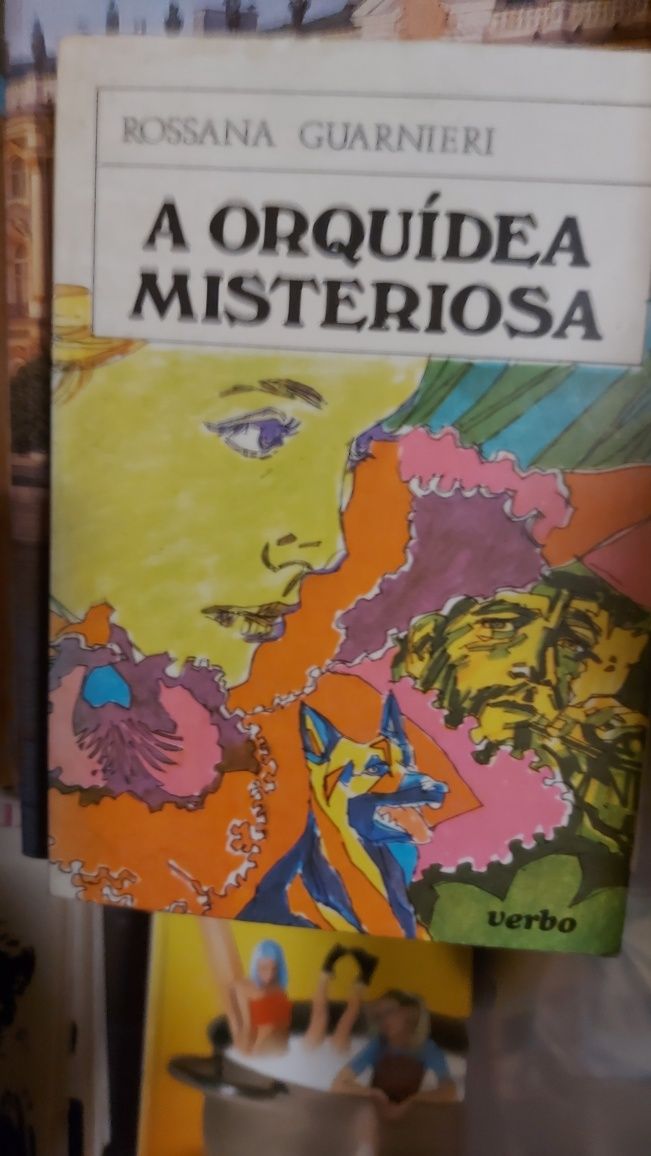 ROSSANA GUARNIERI
A ORQUÍDEA
MISTERIOSA
verbo